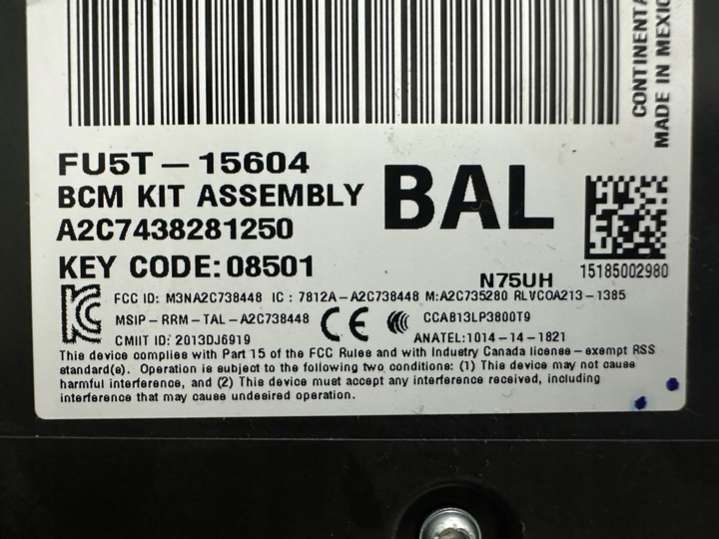 CONTINENTA
MADE IN MEXIC
FU5T-15604
BCM KIT ASSEMBLY
BAL
A2C7438281250
KEY CODE:08501
N75UH
15185002980
FCC ID: M3NA2C738448 IC : 7812A-A2C738448 M:A2C735280 RLVCOA213-1385
MSIP-RRM-TAL-A2C738448
CE
CCAB13LP3800T9
CMIIT ID: 2013DJ6919
ANATEL:1014-14-1821
This device complies with Part 15 of the FCC Rules and with Industry Canada license-exempt RSS
standard(s). Operation is subject to the following two conditions: (1) This device may not cause
harmful interference, and (2) This device must accept any interference received, including
interference that may cause undesired operation.